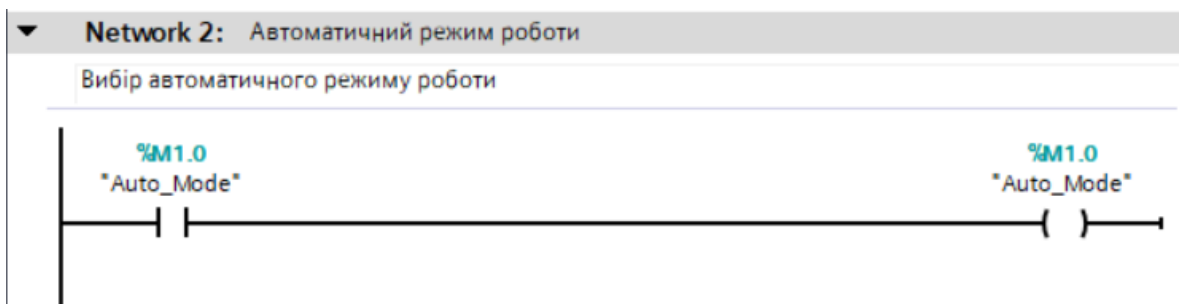 Network 2: Автоматичний режим роботи
Вибір автоматичного режиму роботи
%M1.0 %M1.0
"Auto_Mode" "Auto_Mode"